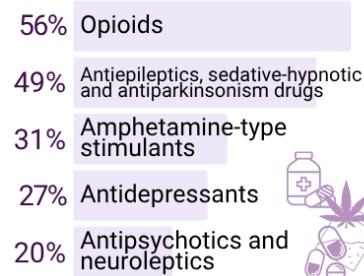 56% Opioids
49% Antiepileptics, sedative-hypnotic
and antiparkinsonism drugs
31% Amphetamine-type
stimulants
27% Antidepressants
20% Antipsychotics and
neuroleptics